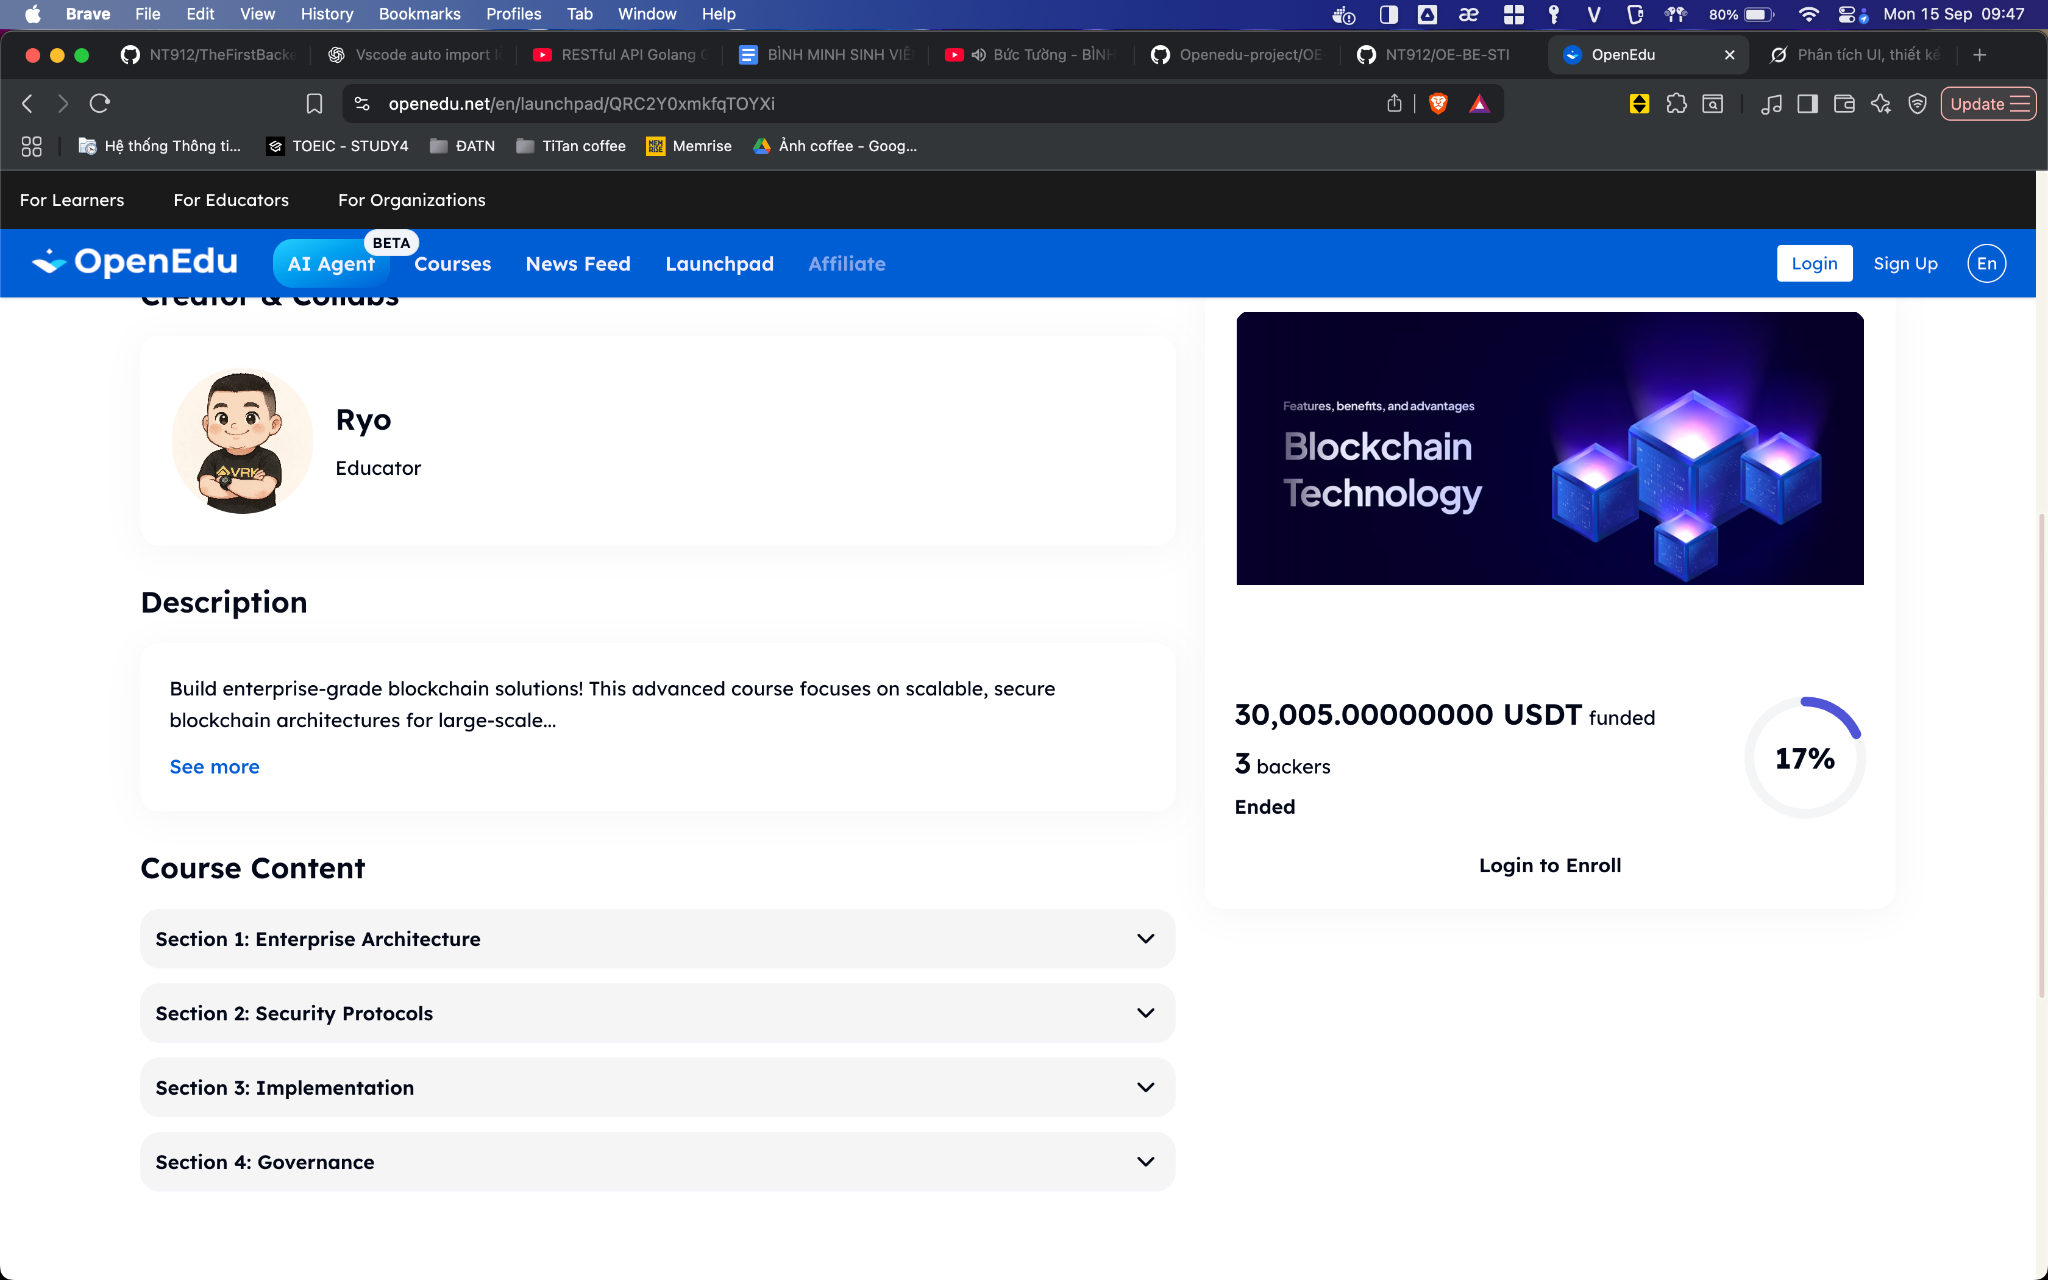 Brave File Edit View History Bookmarks Profiles Tab Window Help
80% Mon 15 Sep 09:47
NT912/TheFirstBacke
Vscode auto import
RESTful API Golang
BÌNH MINH SINH VIÊ
Bức Tường - BÌNH
Openedu-project/OE
NT912/OE-BE-STI
OpenEdu
Phân tích UI, thiết kế
openedu.net/en/launchpad/QRC2Y0xmkfqTOYXi
Update
Hệ thống Thông ti...
TOEIC - STUDY4
ĐATN
TiTan coffee
Memrise
Ảnh coffee - Goog...
For Learners
For Educators
For Organizations
OpenEdu
AI Agent
BETA
Courses
News Feed
Launchpad
Affiliate
Login
Sign Up
En
Creator & Collabs
Ryo
Educator
Description
Build enterprise-grade blockchain solutions! This advanced course focuses on scalable, secure
blockchain architectures for large-scale...
See more
Course Content
Section 1: Enterprise Architecture
Section 2: Security Protocols
Section 3: Implementation
Section 4: Governance
Features, benefits, and advantages
Blockchain
Technology
30,005.00000000 USDT funded
3 backers
Ended
17%
Login to Enroll